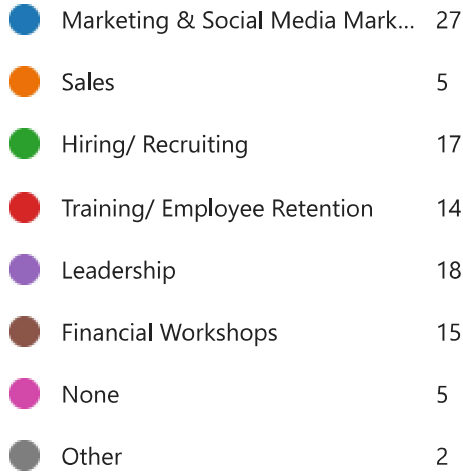 Marketing & Social Media Mark... 27
Sales 5
Hiring/ Recruiting 17
Training/ Employee Retention 14
Leadership 18
Financial Workshops 15
None 5
Other 2